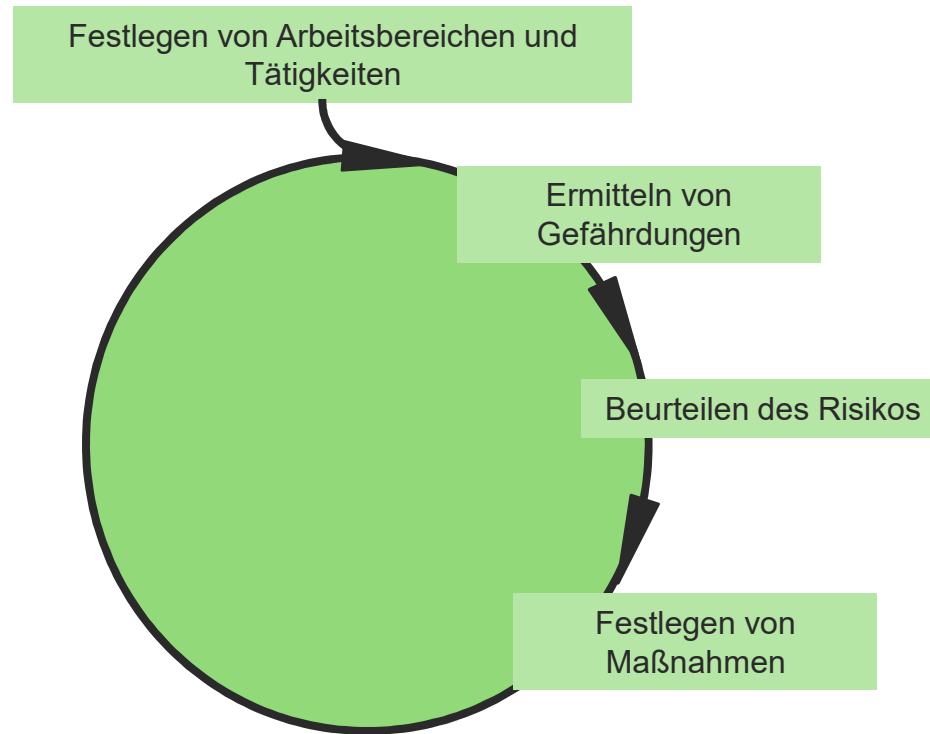 Festlegen von Arbeitsbereichen und
Tätigkeiten
Ermitteln von
Gefährdungen
Beurteilen des Risikos
Festlegen von
Maßnahmen